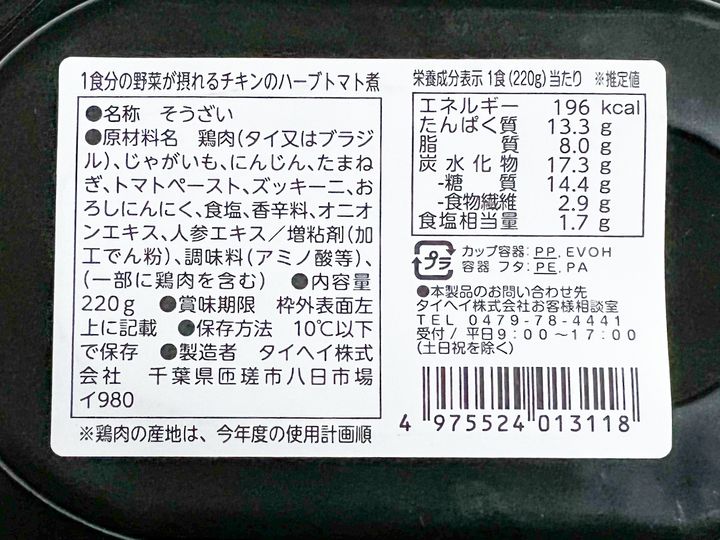 1食分の野菜が摂れるチキンのハーブトマト煮
●名称 そうざい
●原材料名 鶏肉(タイ又はブラジ
ル)、じゃがいも、にんじん、たまね
ぎ、トマトペースト、ズッキーニ、お
ろしにんにく、食塩、香辛料、オニオ
ンエキス、人参エキス/増粘剤(加
工でん粉)、調味料(アミノ酸等)、
(一部に鶏肉を含む) ●内容量
220g ●賞味期限 枠外表面左
上に記載 ●保存方法 10℃以下
で保存 ●製造者 タイヘイ株式
会社 千葉県匝瑳市八日市場
イ980
※鶏肉の産地は、今年度の使用計画順
栄養成分表示 1食(220g)当たり ※推定値
エネルギー 196 kcal
たんぱく質 13.3 g
脂質 8.0 g
炭水化物 17.3 g
-糖質 14.4 g
-食物繊維 2.9 g
食塩相当量 1.7 g
プラ
カップ容器: PP, EVOH
容器 フタ: PE, PA
●本製品のお問い合わせ先
タイヘイ株式会社お客様相談室
TEL 0479-78-4441
受付/平日9:00~17:00
(土日祝を除く)
4 975524 013118